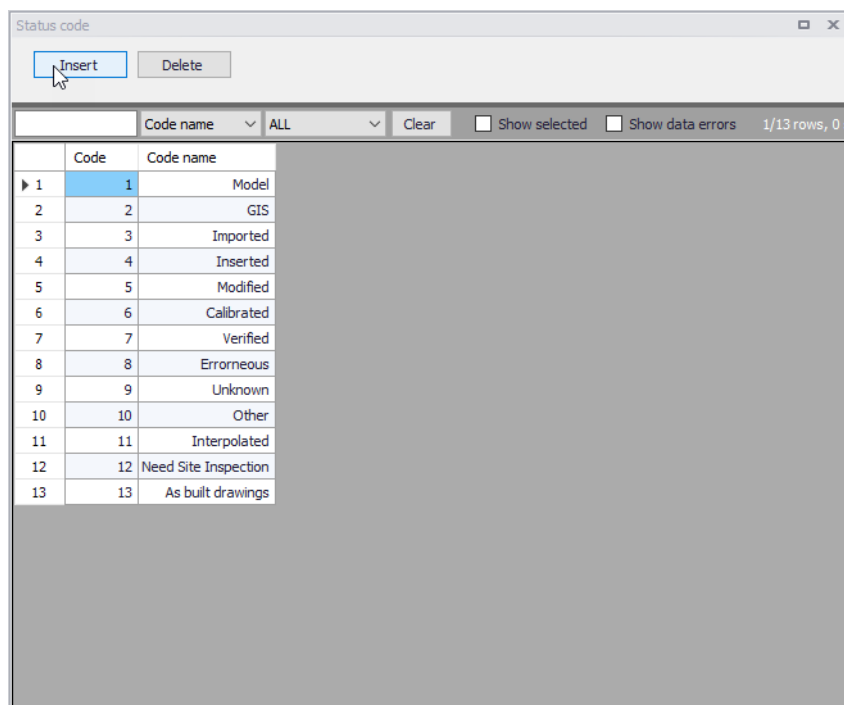 Status code
Insert Delete
Code name ALL Clear Show selected Show data errors 1/13 rows, 0
Code Code name
1 1 Model
2 2 GIS
3 3 Imported
4 4 Inserted
5 5 Modified
6 6 Calibrated
7 7 Verified
8 8 Errorneous
9 9 Unknown
10 10 Other
11 11 Interpolated
12 12 Need Site Inspection
13 13 As built drawings